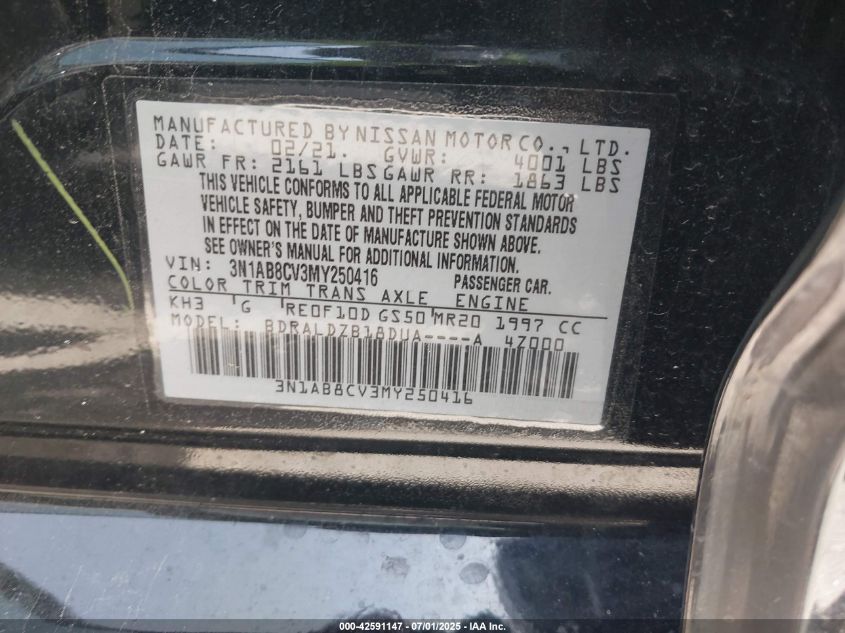 MANUFACTURED BY NISSAN MOTOR CO., LTD.
DATE: 02/21. GVWR: 4001 LBS
GAWR FR: 2161 LBS GAWR RR: 1863 LBS
THIS VEHICLE CONFORMS TO ALL APPLICABLE FEDERAL MOTOR
VEHICLE SAFETY, BUMPER AND THEFT PREVENTION STANDARDS
IN EFFECT ON THE DATE OF MANUFACTURE SHOWN ABOVE.
SEE OWNER'S MANUAL FOR ADDITIONAL INFORMATION.
VIN: 3N1AB8CV3MY250416 PASSENGER CAR.
COLOR TRIM TRANS AXLE ENGINE
KH3 G RE0F10D GS50 MR20 1997 CC
MODEL: BDRALDZB18DUA----A 47000
3N1AB8CV3MY250416
000-42591147 - 07/01/2025 - IAA Inc.